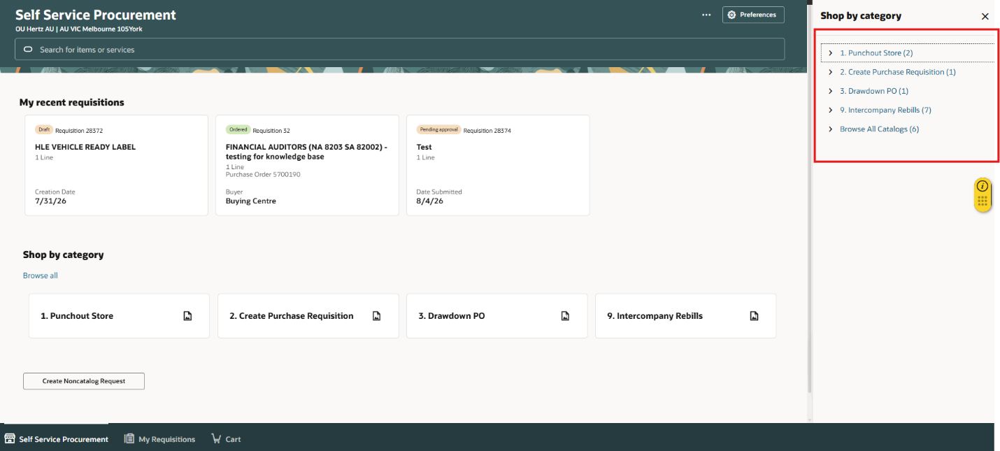 Self Service Procurement
OU Hertz AU | AU VIC Melbourne 105York
Preferences
Search for items or services
My recent requisitions
Draft Requisition 28372
HLE VEHICLE READY LABEL
1 Line
Creation Date
7/31/26
Ordered Requisition 32
FINANCIAL AUDITORS (NA 8203 SA 82002) -
testing for knowledge base
1 Line
Purchase Order 5700190
Buyer
Buying Centre
Pending approval Requisition 28374
Test
1 Line
Date Submitted
8/4/26
Shop by category
Browse all
1. Punchout Store
2. Create Purchase Requisition
3. Drawdown PO
9. Intercompany Rebills
Create Noncatalog Request
Self Service Procurement
My Requisitions
Cart
Shop by category
1. Punchout Store (2)
2. Create Purchase Requisition (1)
3. Drawdown PO (1)
9. Intercompany Rebills (7)
Browse All Catalogs (6)